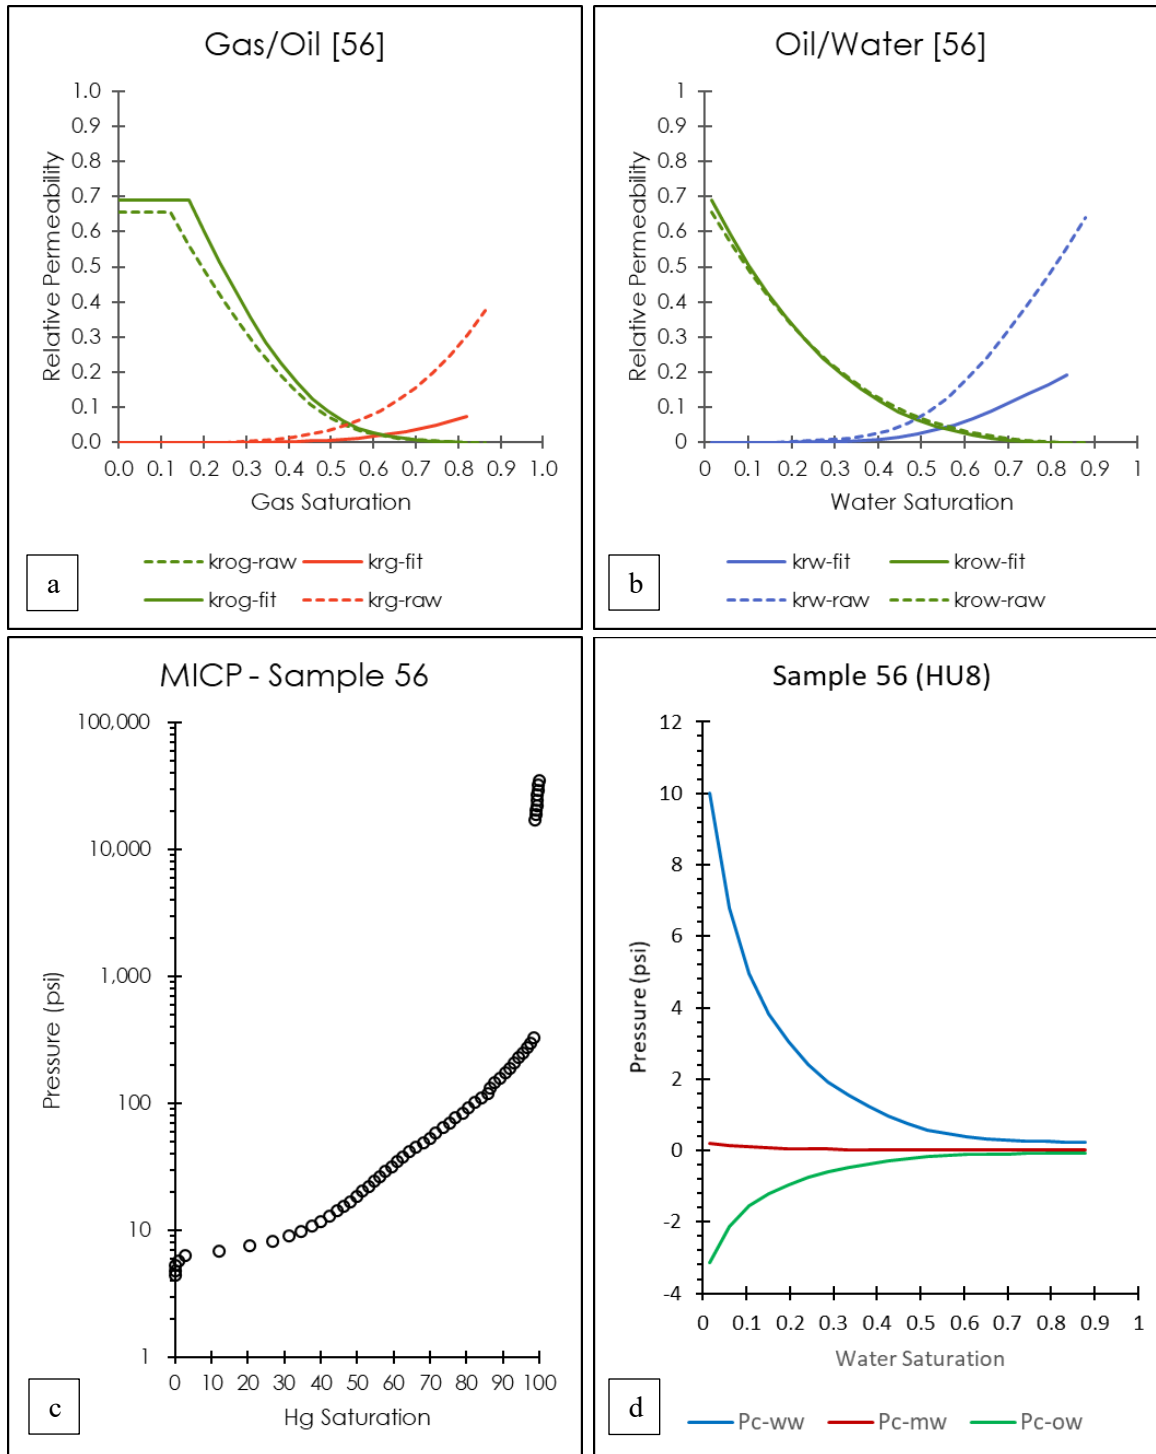 Gas/Oil [56]
1.0
0.9
0.8
0.7
0.6
0.5
0.4
0.3
0.2
0.1
0.0
Relative Permeability
0.0 0.1 0.2 0.3 0.4 0.5 0.6 0.7 0.8 0.9 1.0
Gas Saturation
krog-raw krg-fit
krog-fit krg-raw
a
Oil/Water [56]
1
0.9
0.8
0.7
0.6
0.5
0.4
0.3
0.2
0.1
0
Relative Permeability
0 0.1 0.2 0.3 0.4 0.5 0.6 0.7 0.8 0.9 1
Water Saturation
krw-fit krow-fit
krw-raw krow-raw
b
MICP - Sample 56
100,000
10,000
1,000
100
10
1
Pressure (psi)
0 10 20 30 40 50 60 70 80 90 100
Hg Saturation
c
Sample 56 (HU8)
12
10
8
6
4
2
0
-2
-4
Pressure (psi)
0 0.1 0.2 0.3 0.4 0.5 0.6 0.7 0.8 0.9 1
Water Saturation
Pc-ww Pc-mw Pc-ow
d